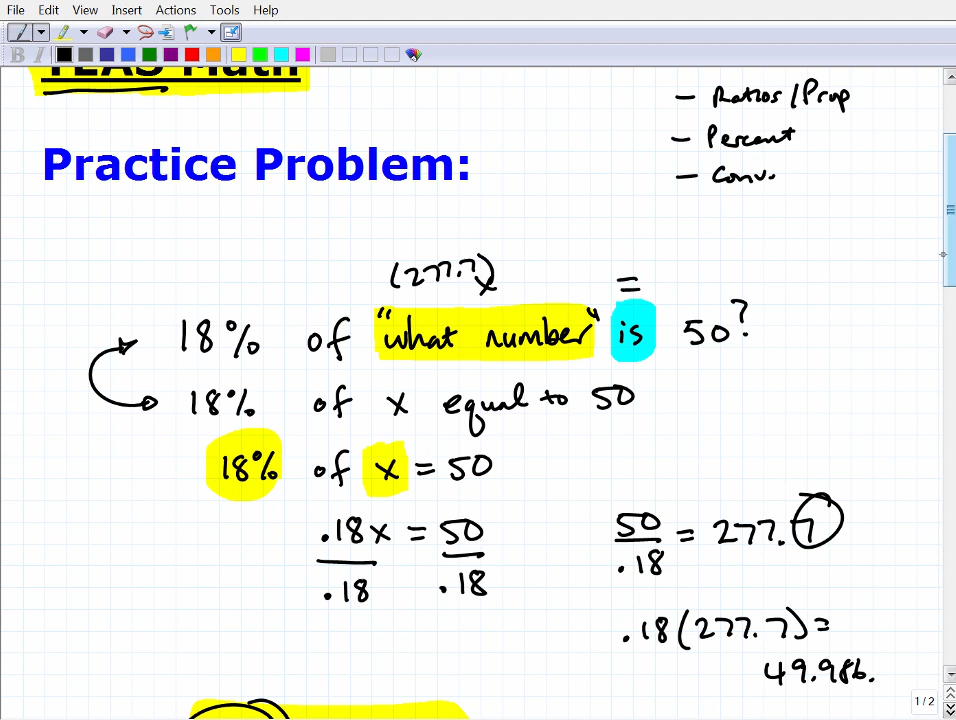 File Edit View Insert Actions Tools Help
TEAS Math
- Ratios/Prop
- Percent
- Conv.
Practice Problem:
(277.7)
x
=
18% of "what number" is 50?
18% of x equal to 50
18% of x = 50
.18x = 50
.18 .18
50 = 277.7
.18
.18(277.7)=
49.986.
1/2